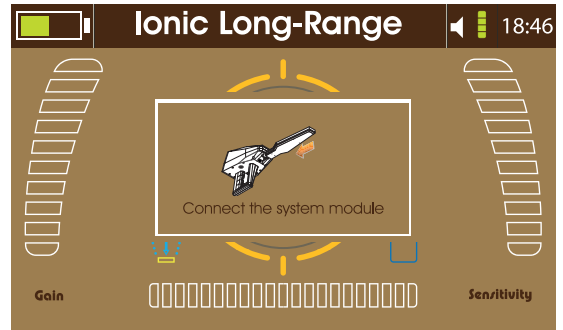 Ionic Long-Range
18:46
Connect the system module
Gain
Sensitivity